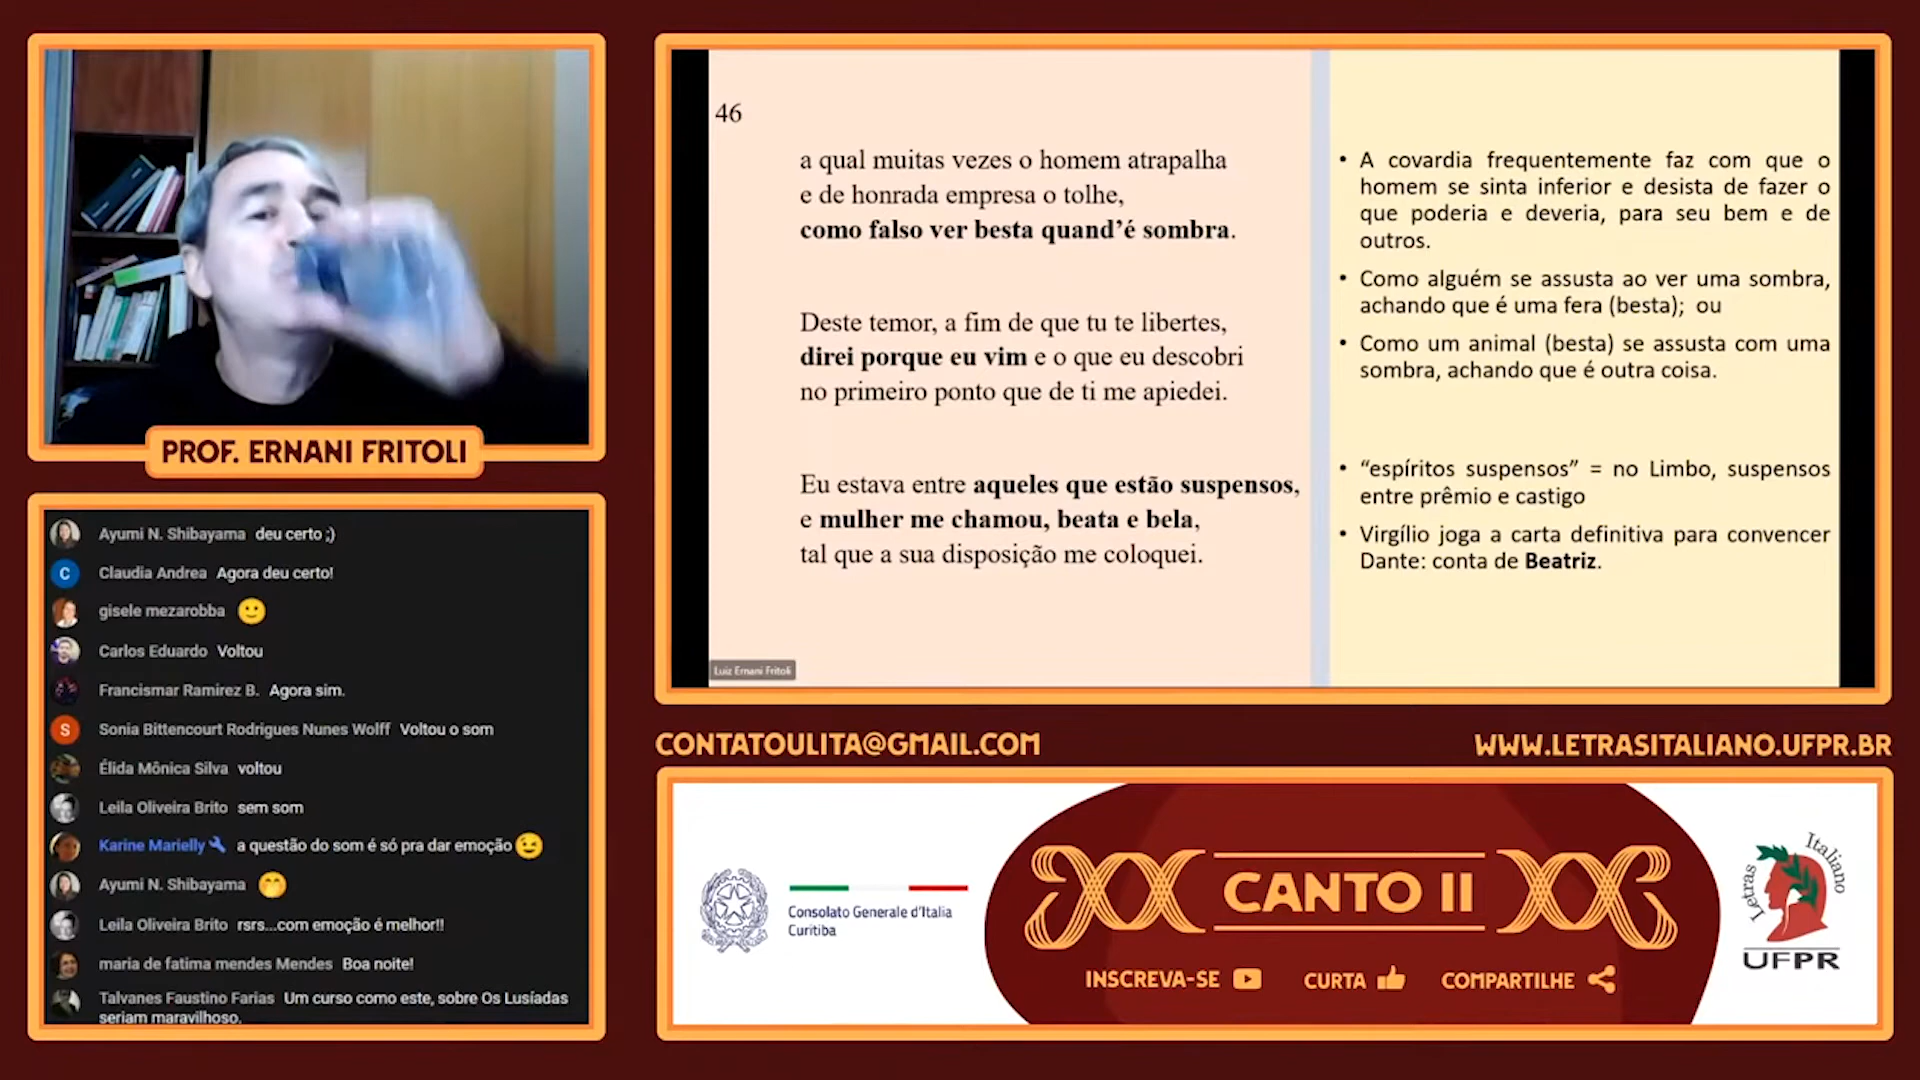 PROF. ERNANI FRITOLI
Ayumi N. Shibayama deu certo ;)
C Claudia Andrea Agora deu certo!
gisele mezarobba
Carlos Eduardo Voltou
Francismar Ramirez B. Agora sim.
S Sonia Bittencourt Rodrigues Nunes Wolff Voltou o som
Élida Mônica Silva voltou
Leila Oliveira Brito sem som
Karine Marielly a questão do som é só pra dar emoção
Ayumi N. Shibayama
Leila Oliveira Brito rsrs...com emoção é melhor!!
maria de fatima mendes Mendes Boa noite!
Talvanes Faustino Farias Um curso como este, sobre Os Lusíadas
seriam maravilhoso.
46
a qual muitas vezes o homem atrapalha
e de honrada empresa o tolhe,
como falso ver besta quand’é sombra.
Deste temor, a fim de que tu te libertes,
direi porque eu vim e o que eu descobri
no primeiro ponto que de ti me apiedei.
Eu estava entre aqueles que estão suspensos,
e mulher me chamou, beata e bela,
tal que a sua disposição me coloquei.
Luiz Ernani Fritoli
• A covardia frequentemente faz com que o
homem se sinta inferior e desista de fazer o
que poderia e deveria, para seu bem e de
outros.
• Como alguém se assusta ao ver uma sombra,
achando que é uma fera (besta); ou
• Como um animal (besta) se assusta com uma
sombra, achando que é outra coisa.
• “espíritos suspensos” = no Limbo, suspensos
entre prêmio e castigo
• Virgílio joga a carta definitiva para convencer
Dante: conta de Beatriz.
CONTATOULITA@GMAIL.COM
WWW.LETRASITALIANO.UFPR.BR
Consolato Generale d'Italia
Curitiba
CANTO II
INSCREVA-SE
CURTA
COMPARTILHE
Letras Italiano
UFPR